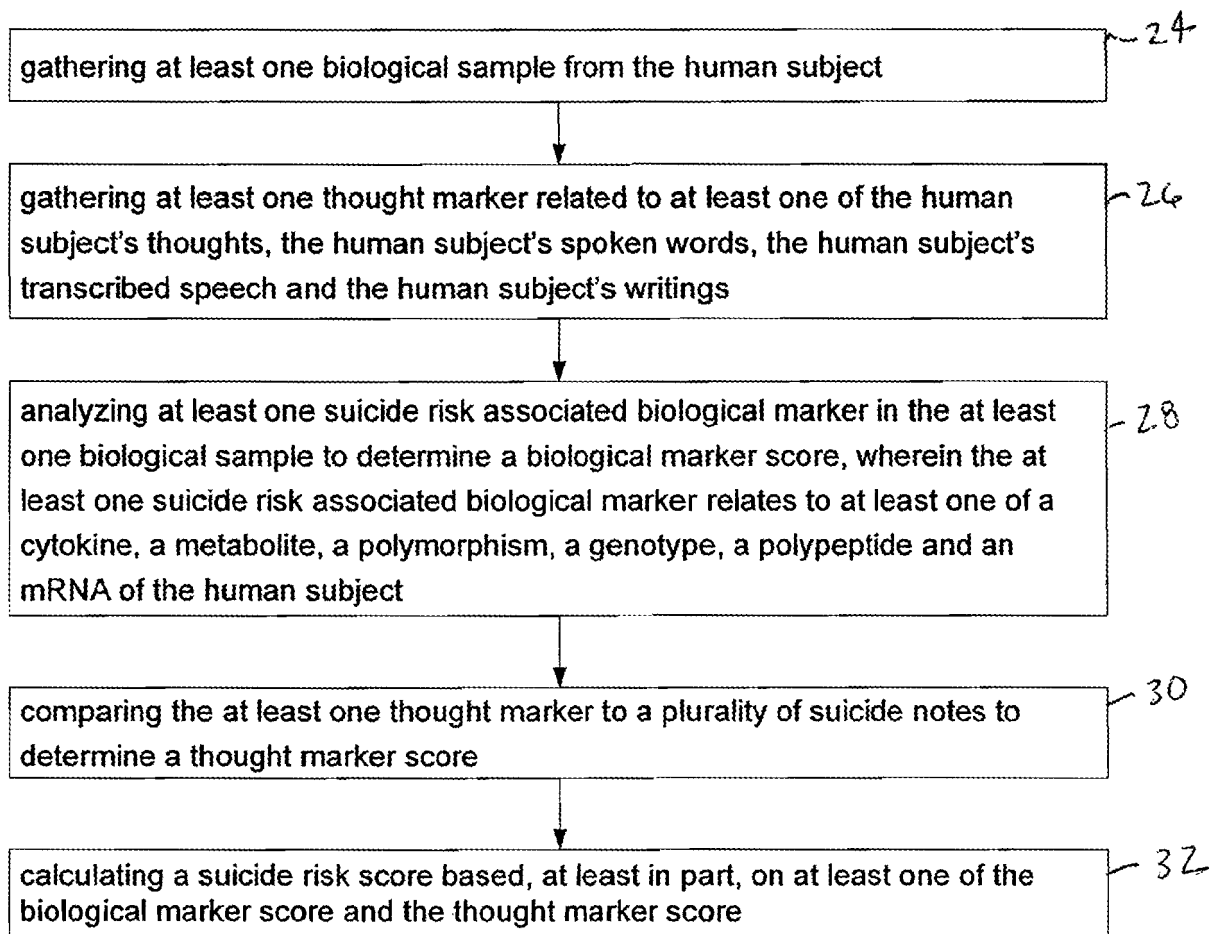 24
gathering at least one biological sample from the human subject
gathering at least one thought marker related to at least one of the human
26
subject's thoughts, the human subject's spoken words, the human subject's
transcribed speech and the human subject's writings
analyzing at least one suicide risk associated biological marker in the at least
28
one biological sample to determine a biological marker score, wherein the at
least one suicide risk associated biological marker relates to at least one of a
cytokine, a metabolite, a polymorphism, a genotype, a polypeptide and an
mRNA of the human subject
30
comparing the at least one thought marker to a plurality of suicide notes to
determine a thought marker score
32
calculating a suicide risk score based, at least in part, on at least one of the
biological marker score and the thought marker score